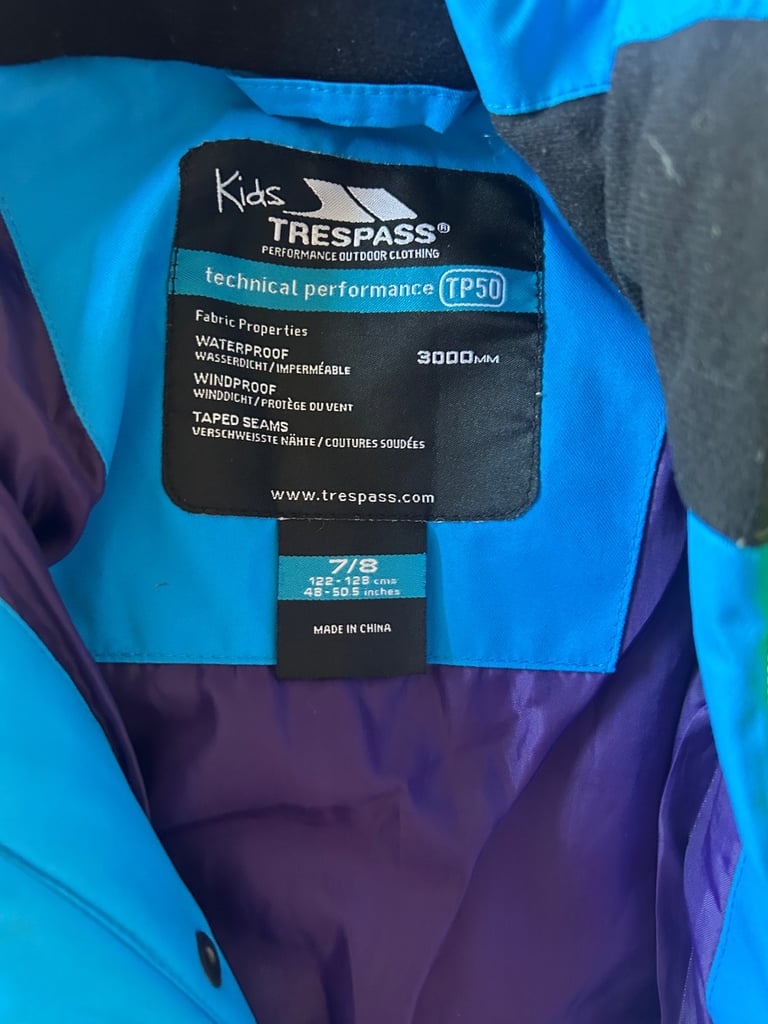 Kids
TRESPASS®
PERFORMANCE OUTDOOR CLOTHING
technical performance TP50
Fabric Properties
WATERPROOF 3000MM
WASSERDICHT/IMPERMÉABLE
WINDPROOF
WINDDICHT/PROTÈGE DU VENT
TAPED SEAMS
VERSCHWEISSTE NÄHTE/COUTURES SOUDÉES
www.trespass.com
7/8
122-128 cms
48-50.5 inches
MADE IN CHINA